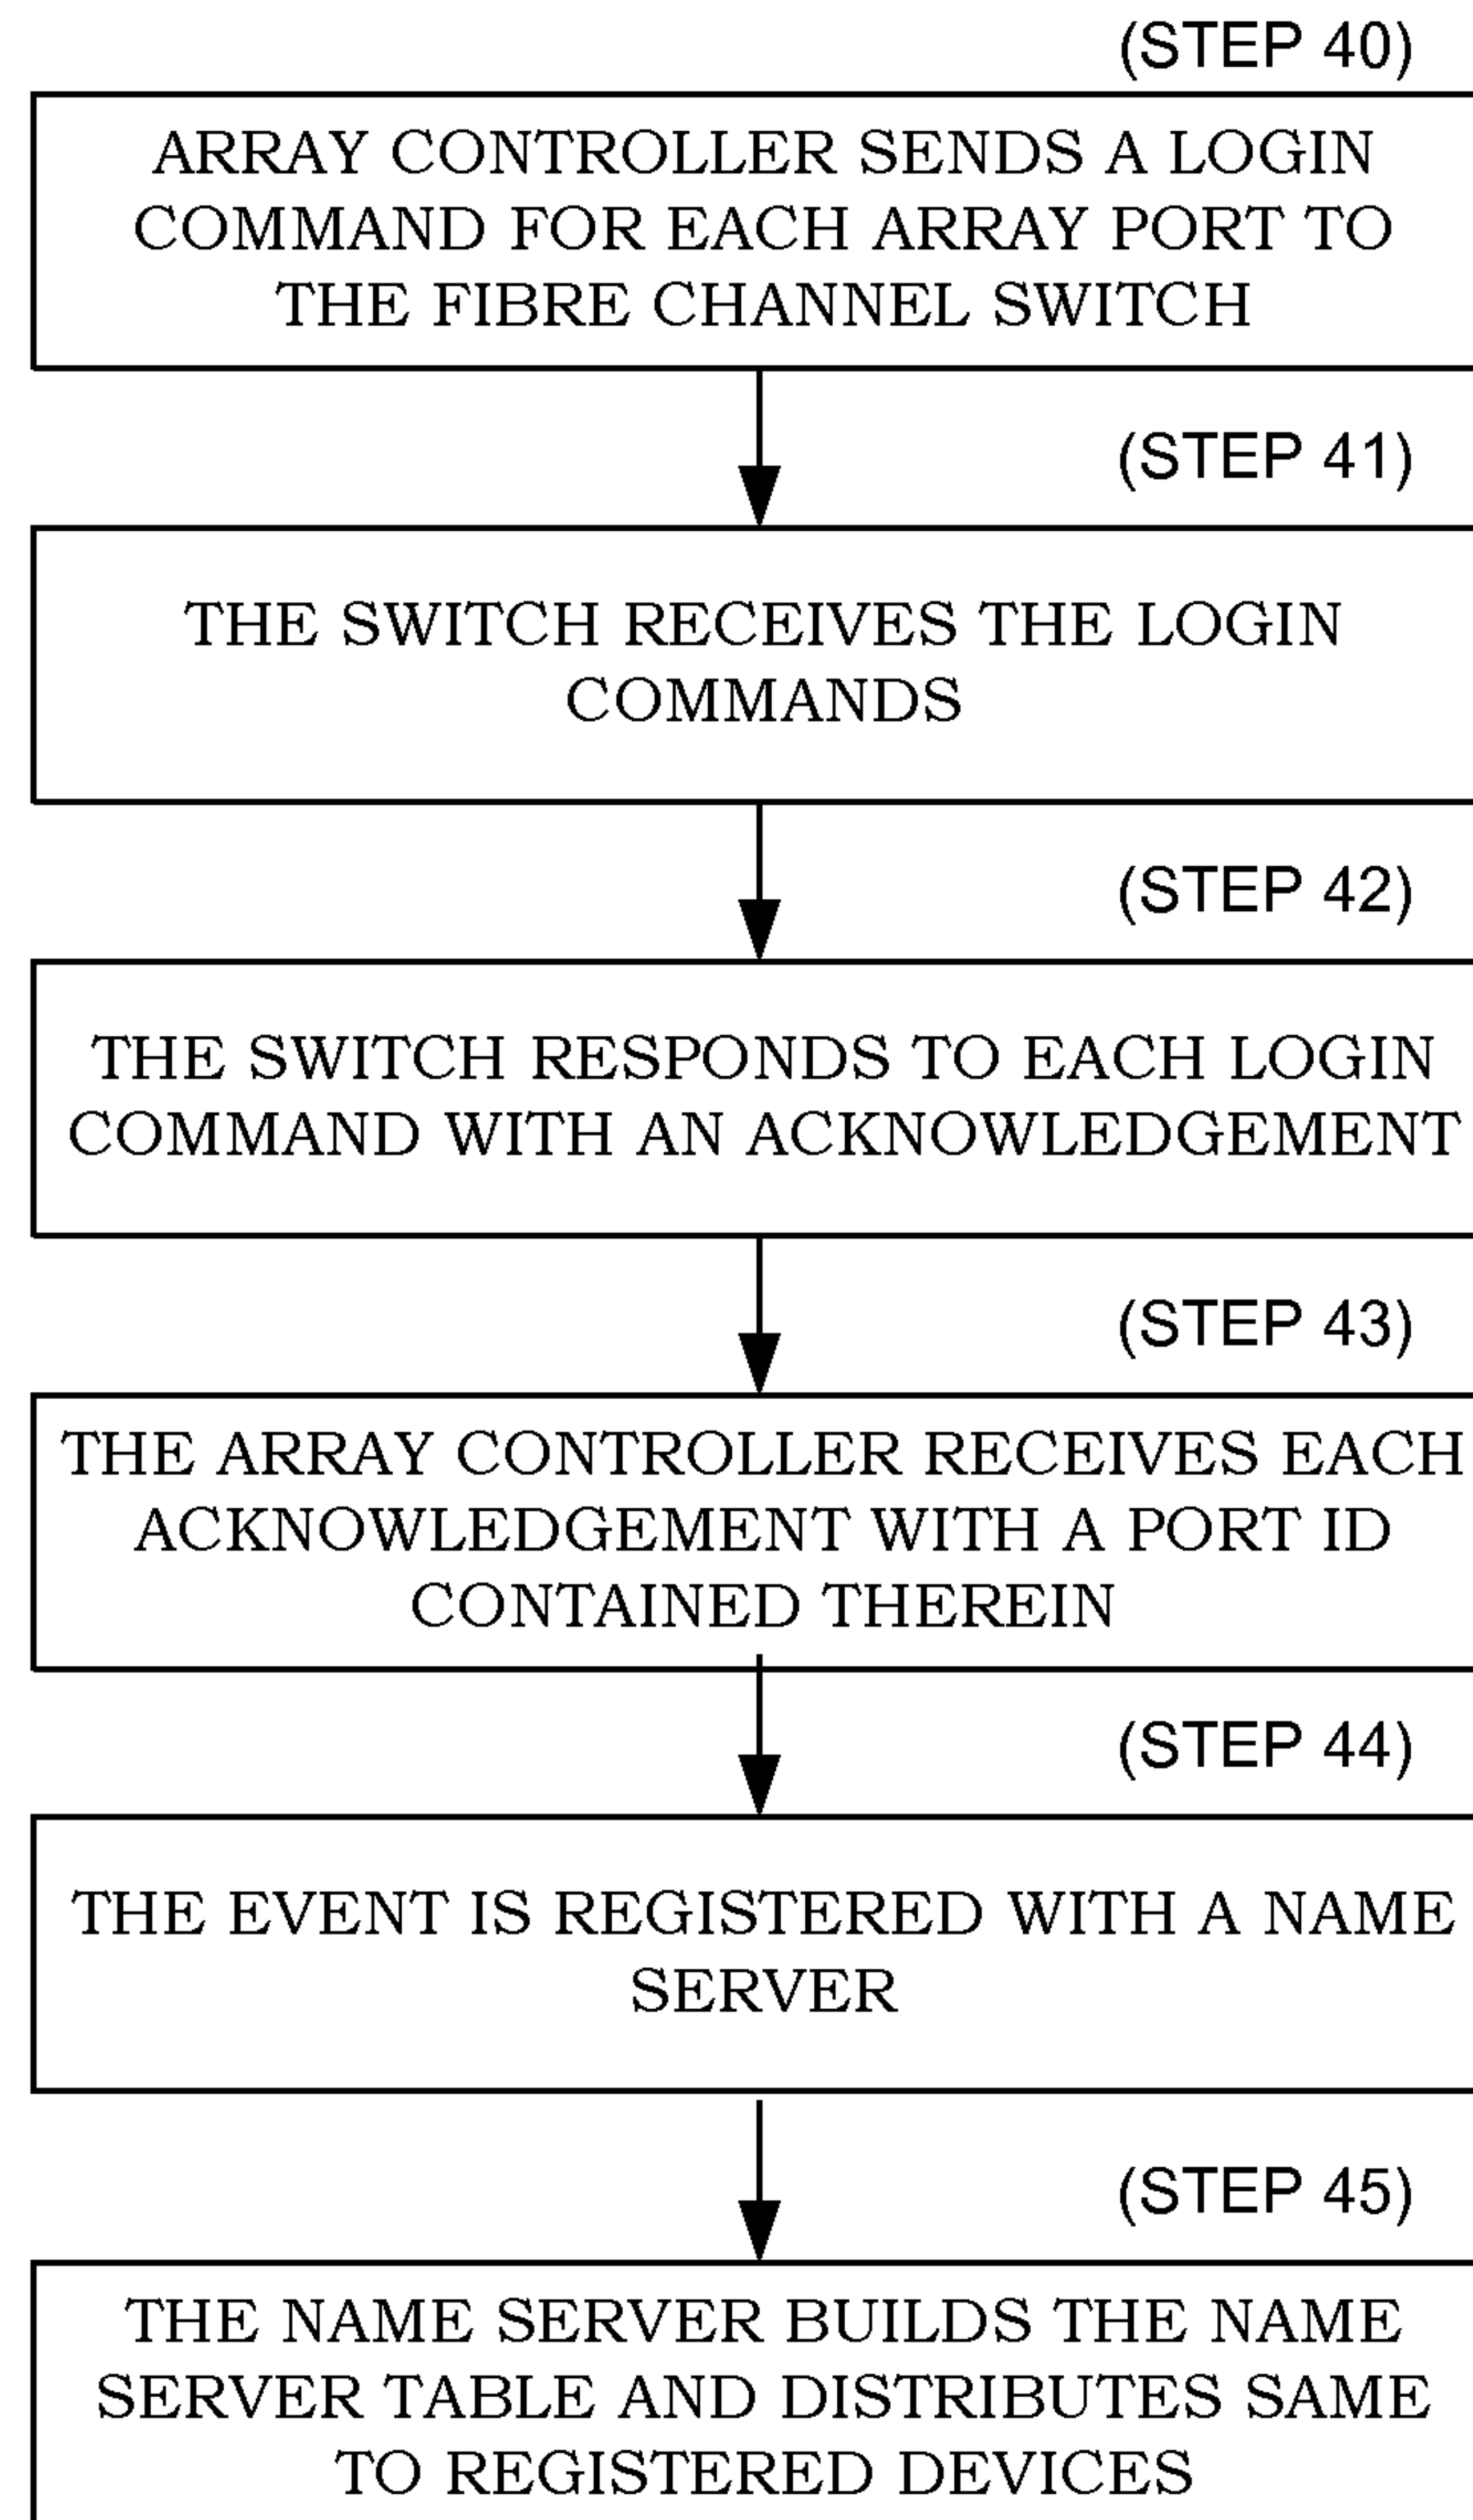 (STEP 40)
ARRAY CONTROLLER SENDS A LOGIN
COMMAND FOR EACH ARRAY PORT TO
THE FIBRE CHANNEL SWITCH
(STEP 41)
THE SWITCH RECEIVES THE LOGIN
COMMANDS
(STEP 42)
THE SWITCH RESPONDS TO EACH LOGIN
COMMAND WITH AN ACKNOWLEDGEMENT
(STEP 43)
THE ARRAY CONTROLLER RECEIVES EACH
ACKNOWLEDGEMENT WITH A PORT ID
CONTAINED THEREIN
(STEP 44)
THE EVENT IS REGISTERED WITH A NAME
SERVER
(STEP 45)
THE NAME SERVER BUILDS THE NAME
SERVER TABLE AND DISTRIBUTES SAME
TO REGISTERED DEVICES